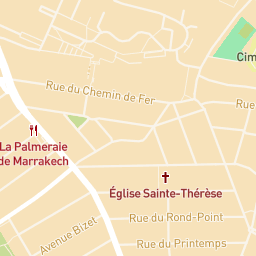 Cim
Rue du Chemin de Fer
La Palmeraie
de Marrakech
Église Sainte-Thérèse
Rue du Rond-Point
Avenue Bizet
Rue du Printemps